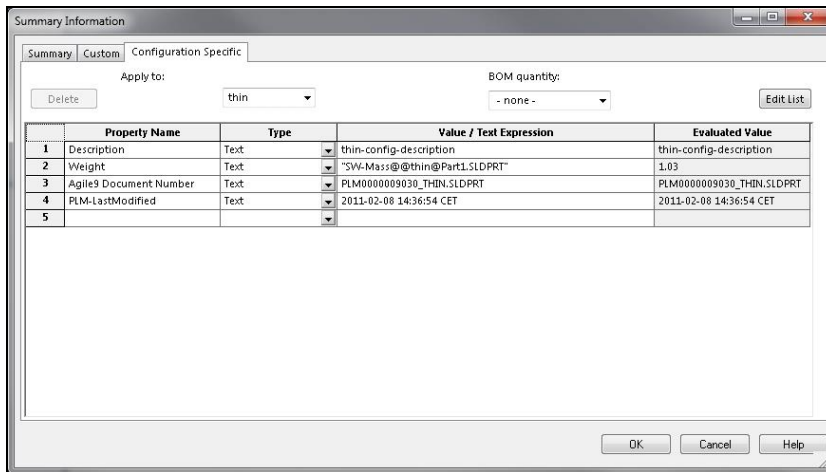 Summary Information
Summary Custom Configuration Specific
Apply to: BOM quantity:
Delete thin - none - Edit List
Property Name Type Value / Text Expression Evaluated Value
1 Description Text thin-config-description thin-config-description
2 Weight Text "SW-Mass@@thin@Part1.SLDPRT" 1.03
3 Agile9 Document Number Text PLM0000009030_THIN.SLDPRT PLM0000009030_THIN.SLDPRT
4 PLM-LastModified Text 2011-02-08 14:36:54 CET 2011-02-08 14:36:54 CET
5
OK Cancel Help